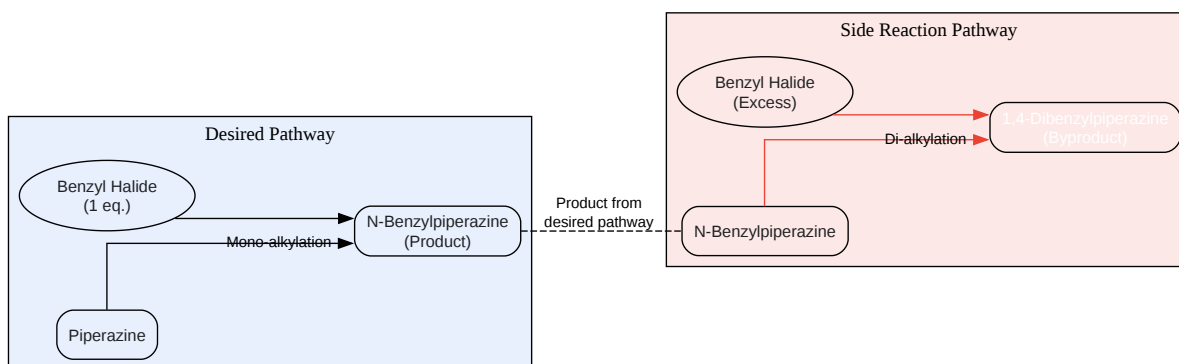 Desired Pathway
Benzyl Halide
(1 eq.)
Mono-alkylation
Piperazine
N-Benzylpiperazine
(Product)
Product from
desired pathway
Side Reaction Pathway
Benzyl Halide
(Excess)
Di-alkylation
N-Benzylpiperazine
1,4-Dibenzylpiperazine
(Byproduct)